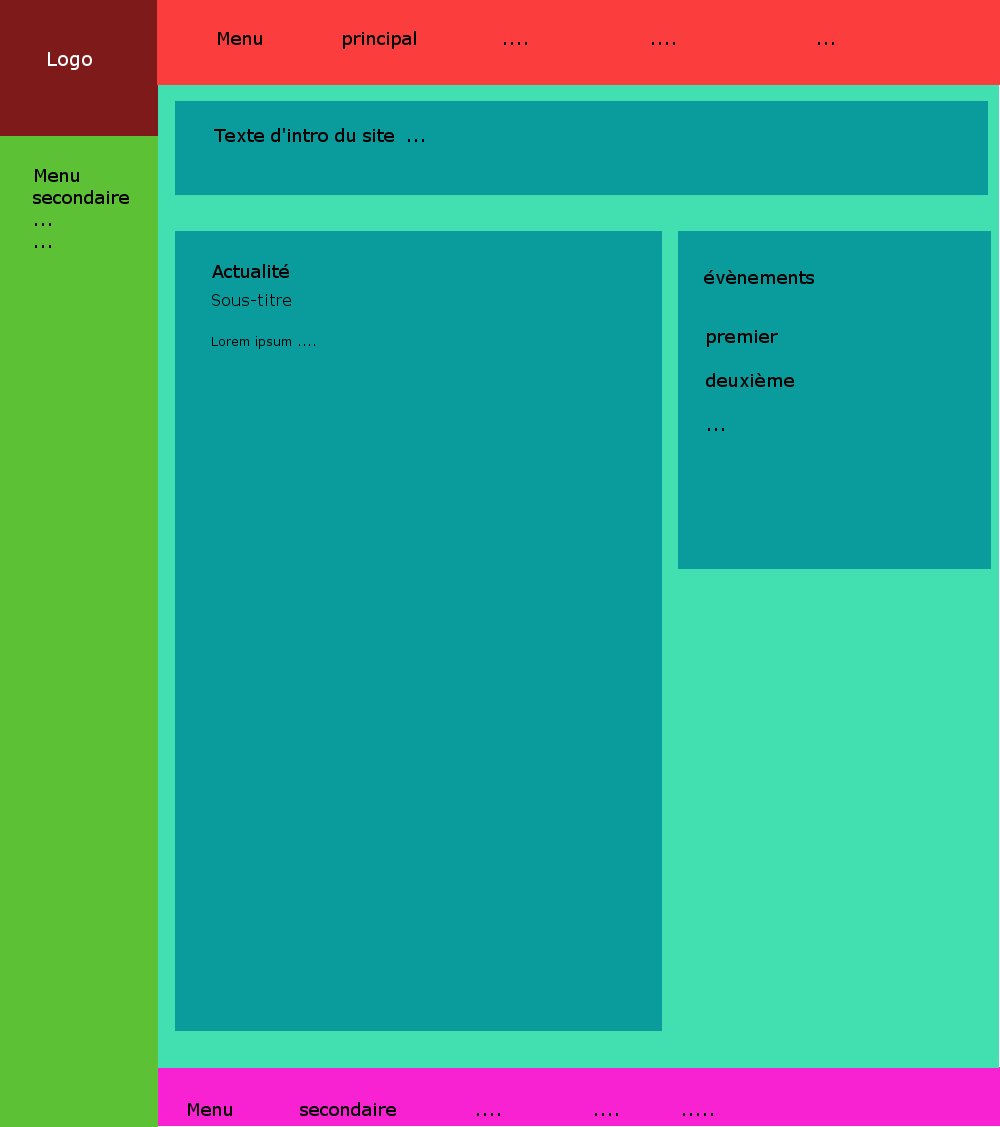 Logo
Menu principal .... .... ...
Texte d'intro du site ...
Menu
secondaire
...
...
Actualité
Sous-titre
Lorem ipsum ....
évènements
premier
deuxième
...
Menu secondaire .... .... .....